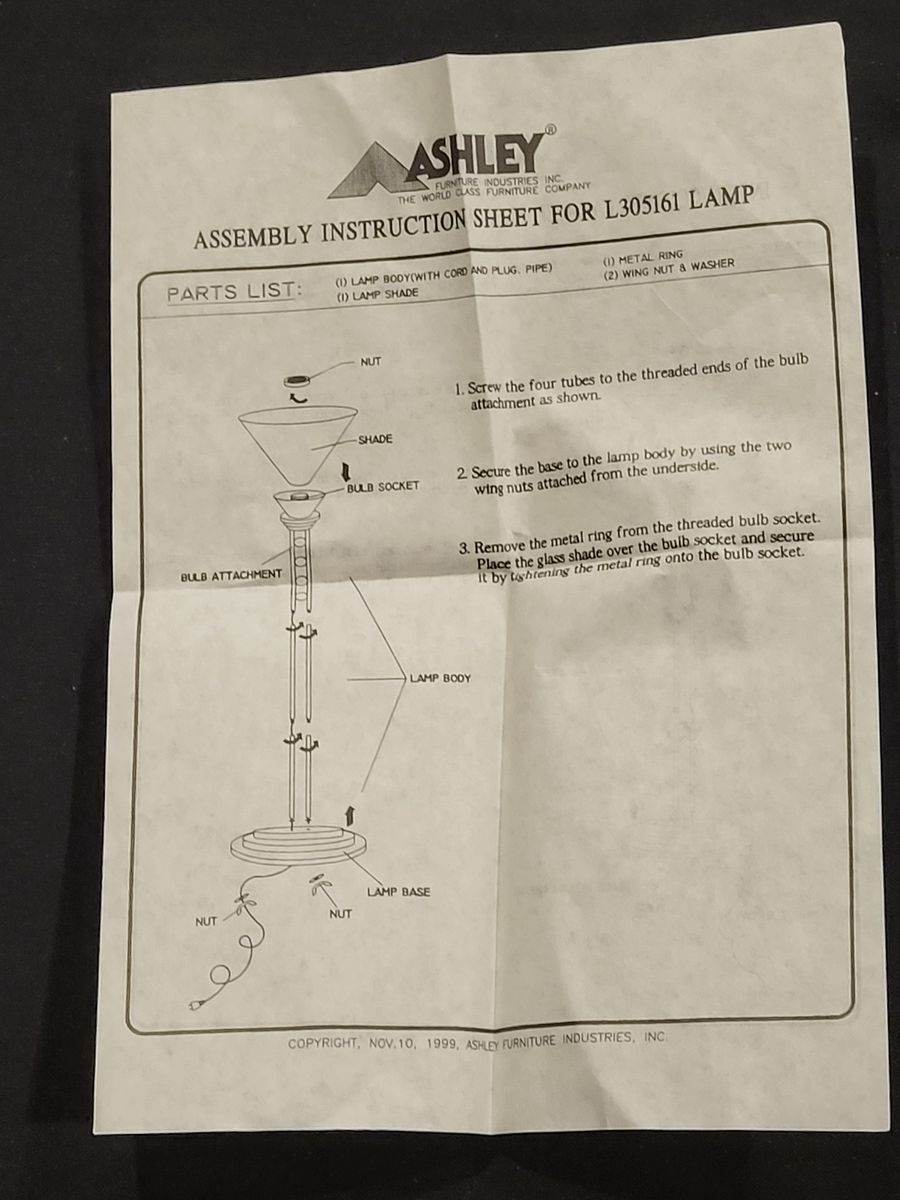 ASHLEY®
FURNITURE INDUSTRIES INC.
THE WORLD CLASS FURNITURE COMPANY
ASSEMBLY INSTRUCTION SHEET FOR L305161 LAMP
PARTS LIST:
(1) LAMP BODY(WITH CORD AND PLUG. PIPE)
(1) LAMP SHADE
(1) METAL RING
(2) WING NUT & WASHER
NUT
SHADE
BULB SOCKET
BULB ATTACHMENT
LAMP BODY
LAMP BASE
NUT
NUT
1. Screw the four tubes to the threaded ends of the bulb
attachment as shown.
2. Secure the base to the lamp body by using the two
wing nuts attached from the underside.
3. Remove the metal ring from the threaded bulb socket.
Place the glass shade over the bulb socket and secure
it by tightening the metal ring onto the bulb socket.
COPYRIGHT, NOV.10, 1999, ASHLEY FURNITURE INDUSTRIES, INC.